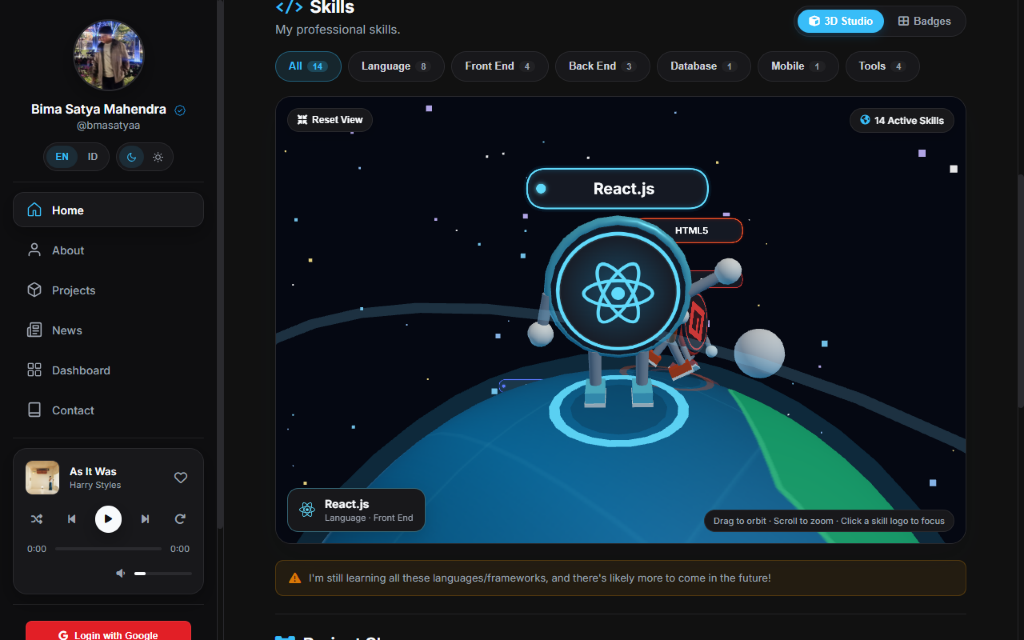 Bima Satya Mahendra
@bmasatyaa
EN ID
Home
About
Projects
News
Dashboard
Contact
As It Was
Harry Styles
0:00 0:00
Login with Google
</> Skills
My professional skills.
3D Studio Badges
All 14 Language 8 Front End 4 Back End 3 Database 1 Mobile 1 Tools 4
Reset View
14 Active Skills
React.js
HTML5
React.js
Language · Front End
Drag to orbit · Scroll to zoom · Click a skill logo to focus
I'm still learning all these languages/frameworks, and there's likely more to come in the future!